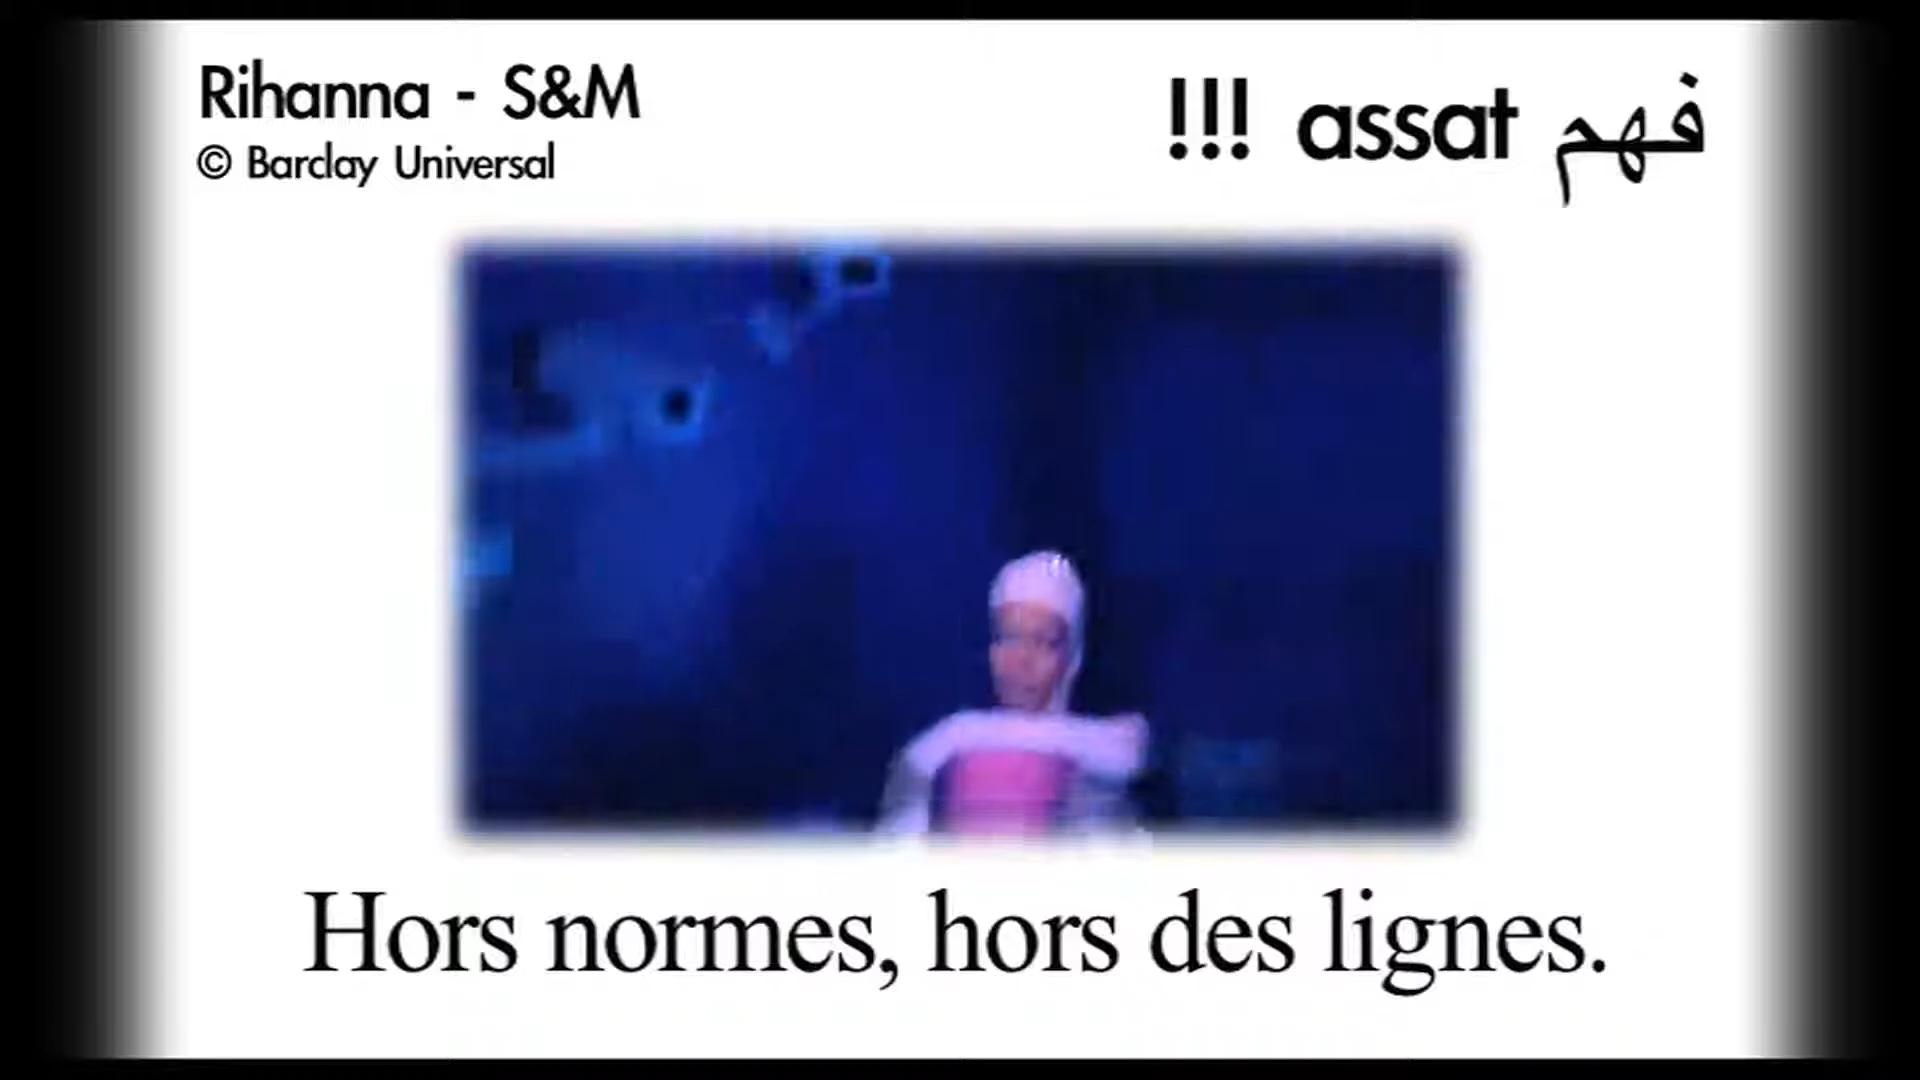 Rihanna - S&M
© Barclay Universal
!!! assat فهم
Hors normes, hors des lignes.